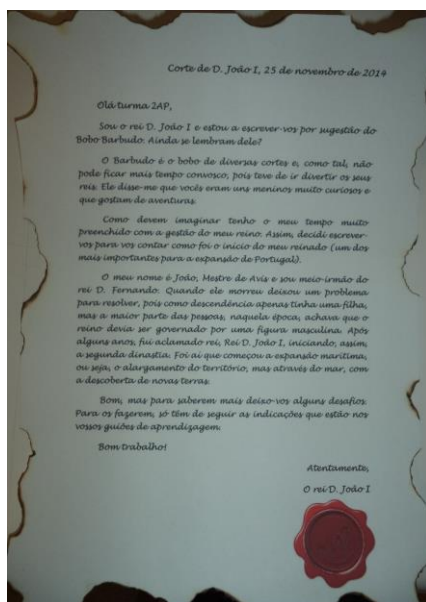 Corte de D. João I, 25 de novembro de 2014
Olá turma 2AP,
Sou o rei D. João I e estou a escrever-vos por sugestão do
Bobo Barbudo. Ainda se lembram dele?
O Barbudo é o bobo de diversas cortes e, como tal, não
pode ficar mais tempo convosco, pois teve de ir divertir os seus
reis. Ele disse-me que vocês eram uns meninos muito curiosos e
que gostam de aventuras.
Como devem imaginar tenho o meu tempo muito
preenchido com a gestão do meu reino. Assim, decidi escrever-
vos para vos contar como foi o início do meu reinado (um dos
mais importantes para a expansão de Portugal).
O meu nome é João, Mestre de Avis e sou meio-irmão do
rei D. Fernando. Quando ele morreu deixou um problema
para resolver, pois como descendência apenas tinha uma filha,
mas a maior parte das pessoas, naquela época, achava que o
reino devia ser governado por uma figura masculina. Após
alguns anos, fui aclamado rei, Rei D. João I, iniciando, assim,
a segunda dinastia. Foi aí que começou a expansão marítima,
ou seja, o alargamento do território, mas através do mar, com
a descoberta de novas terras.
Bom, mas para saberem mais deixo-vos alguns desafios.
Para os fazerem, só têm de seguir as indicações que estão nos
vossos guiões de aprendizagem.
Bom trabalho!
Atentamente,
O rei D. João I